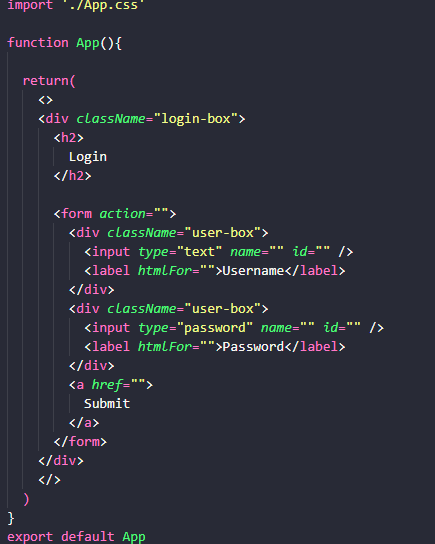 import './App.css'
function App(){
return(
<>
<div className="login-box">
<h2>
Login
</h2>
<form action="">
<div className="user-box">
<input type="text" name="" id="" />
<label htmlFor="">Username</label>
</div>
<div className="user-box">
<input type="password" name="" id="" />
<label htmlFor="">Password</label>
</div>
<a href="">
Submit
</a>
</form>
</div>
</>
)
}
export default App